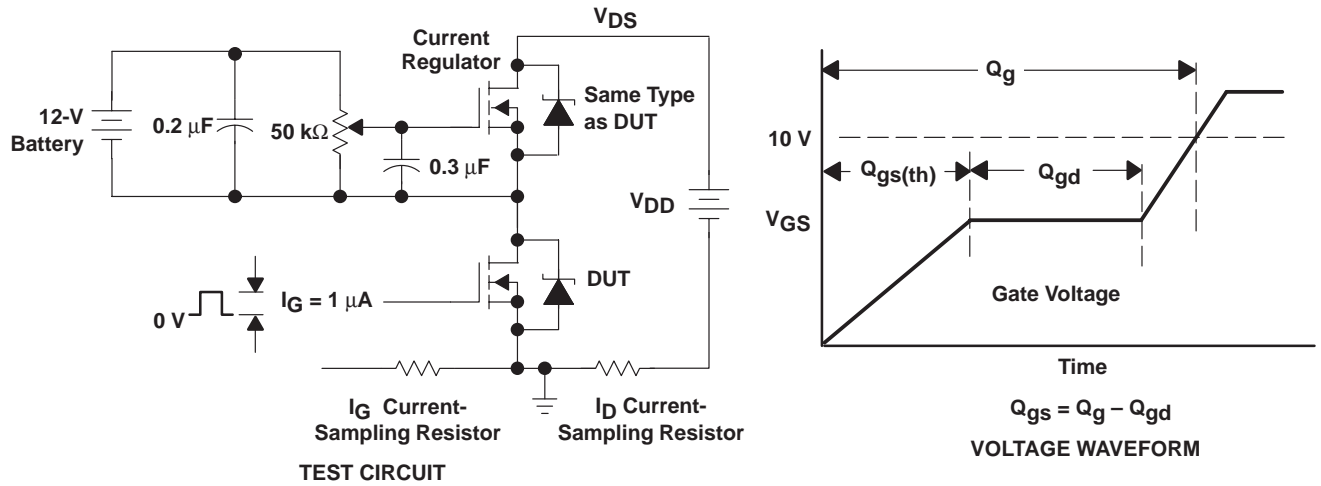 VDS
Current
Regulator
Same Type
as DUT
12-V
Battery
0.2 μF
50 kΩ
0.3 μF
VDD
DUT
0 V
IG = 1 μA
IG Current-
Sampling Resistor
ID Current-
Sampling Resistor
TEST CIRCUIT
Qg
10 V
Qgs(th)
Qgd
VGS
Gate Voltage
Time
Qgs = Qg – Qgd
VOLTAGE WAVEFORM